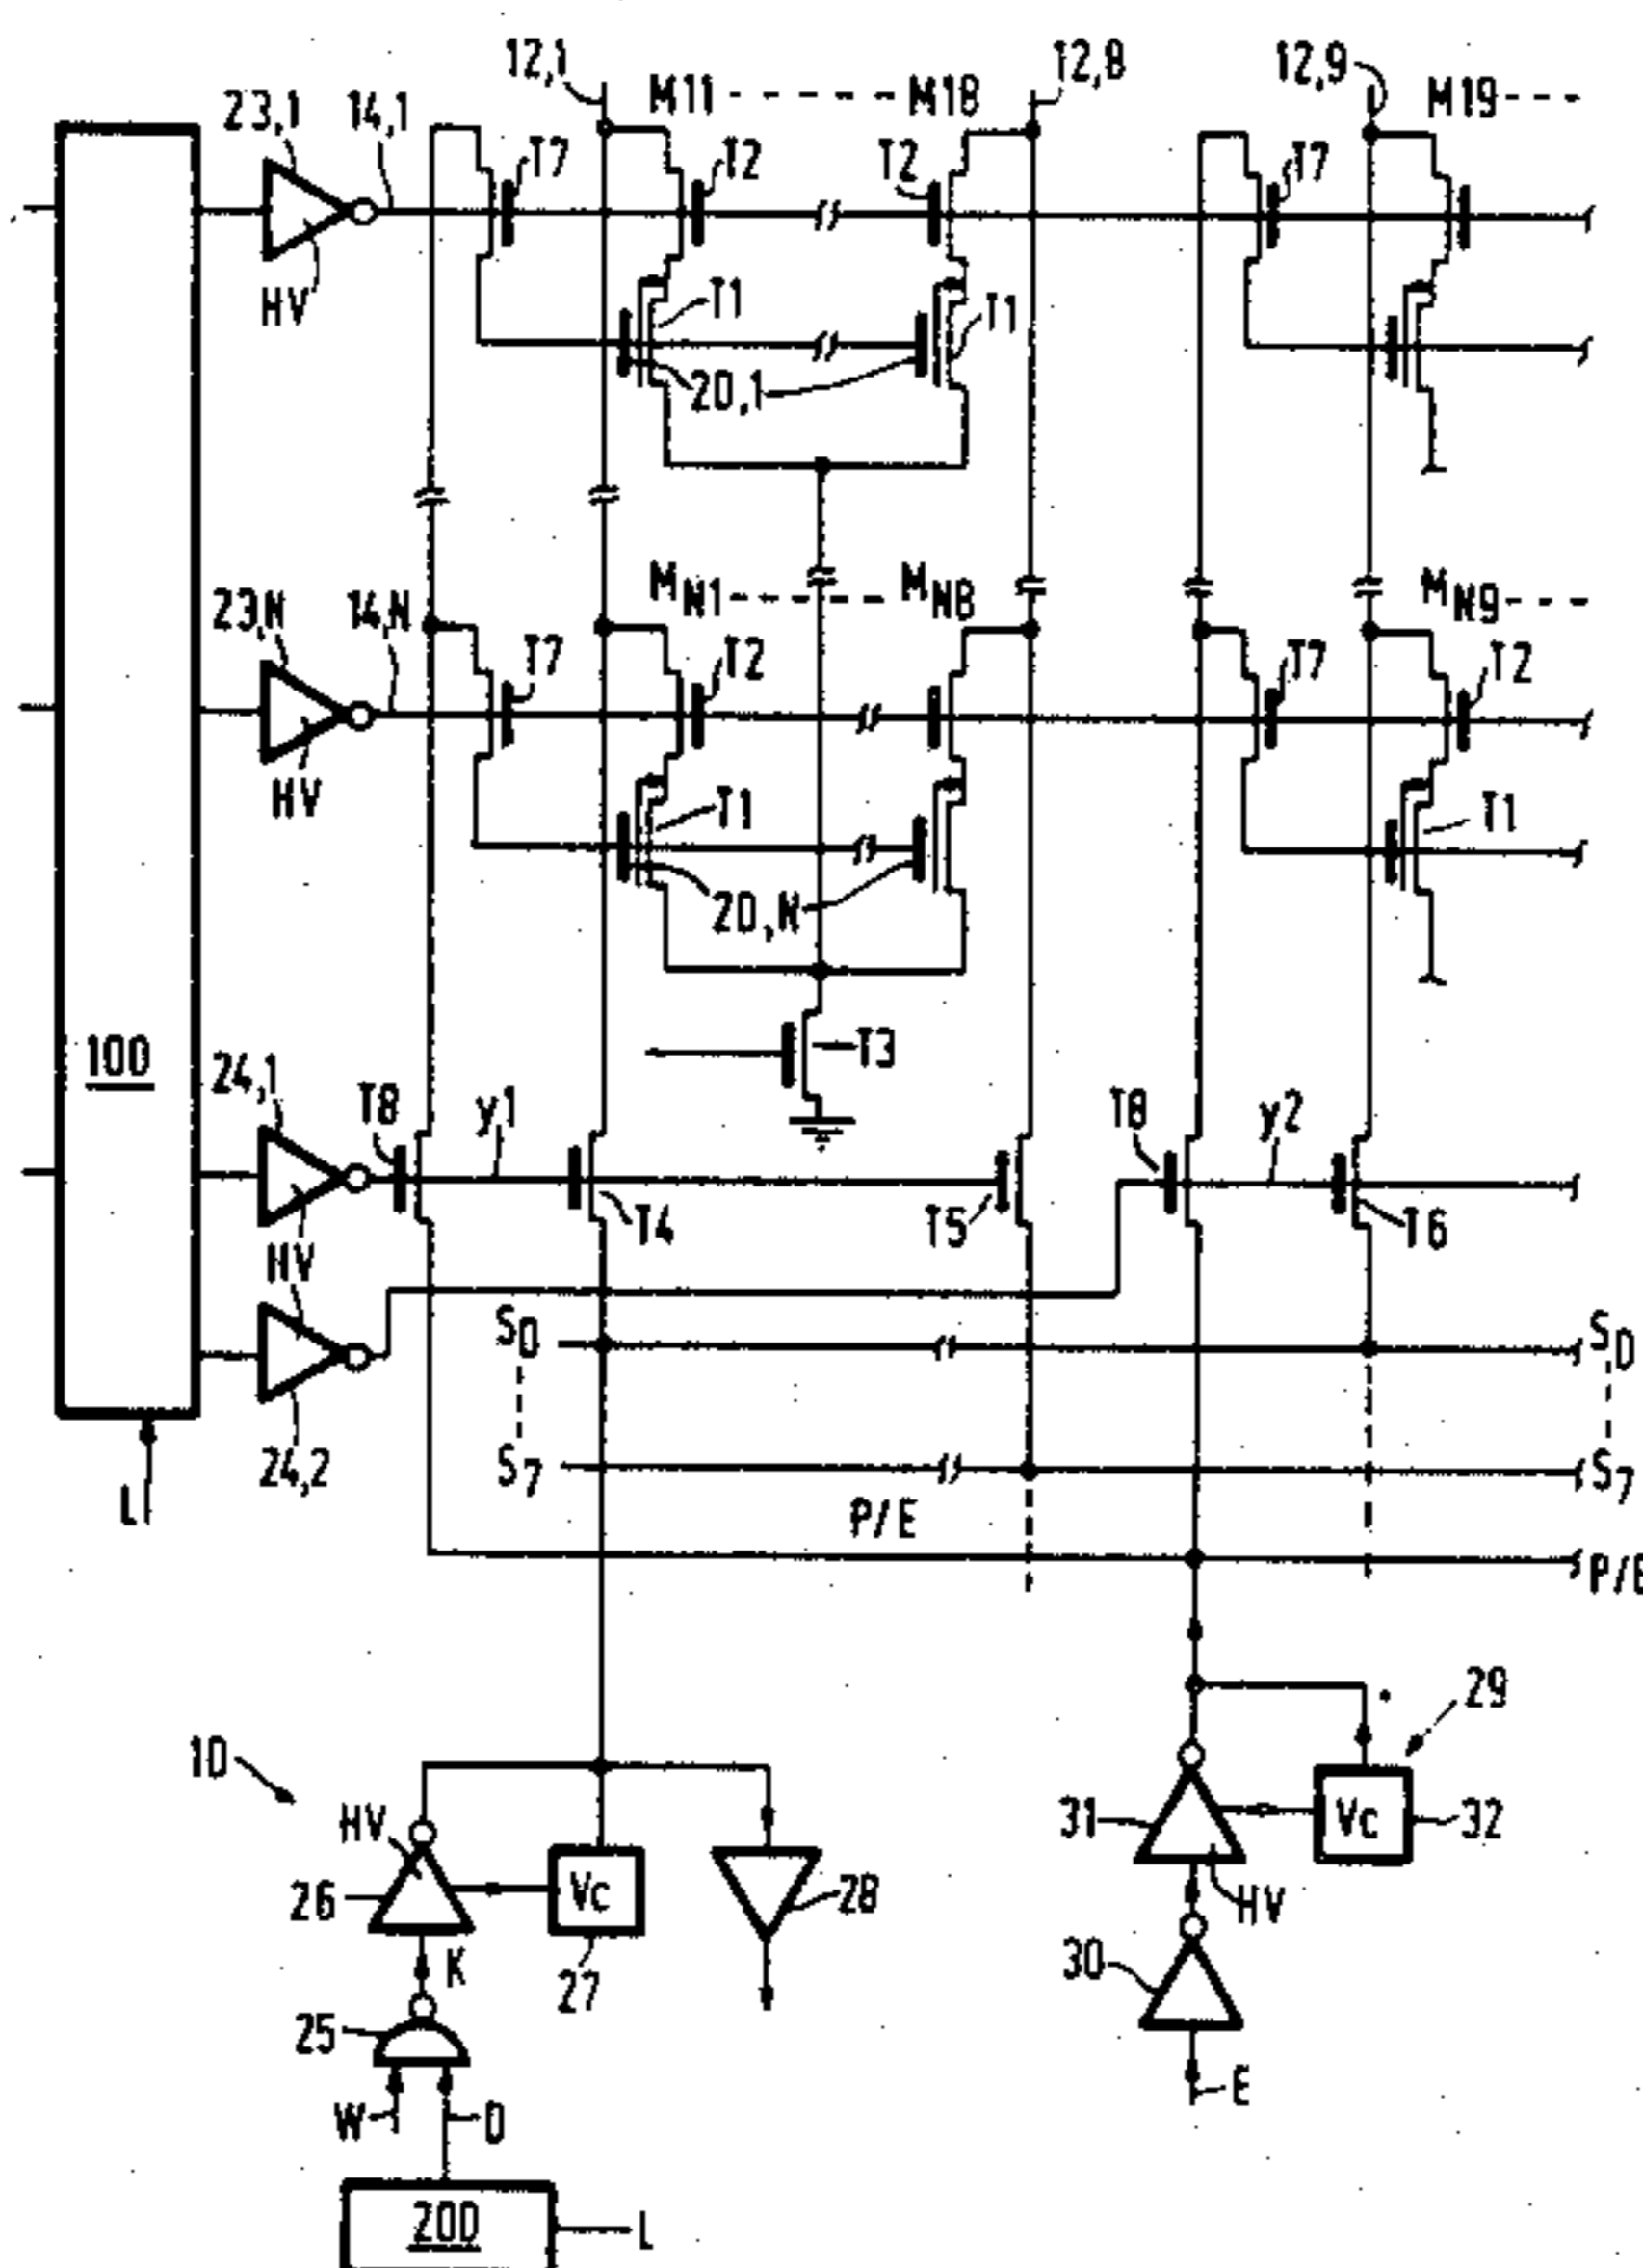 12,1 M11 M18 12,8 12,9 M19
23,1 14,1 T7 T2 T2 T7
HV T1 T1
20,1
MN1 MN8 MN9
23,N 14,N T7 T2 T7 T2
HV T1 T1
20,N
100 T3
24,1 T8 y1 T8 y2
T4 T5 T6
HV
S0 S0
24,2 S7 S7
L P/E
P/E
10 29
HV 31 Vc 32
26 Vc 28 HV
K 27 30
25
W D E
200 L